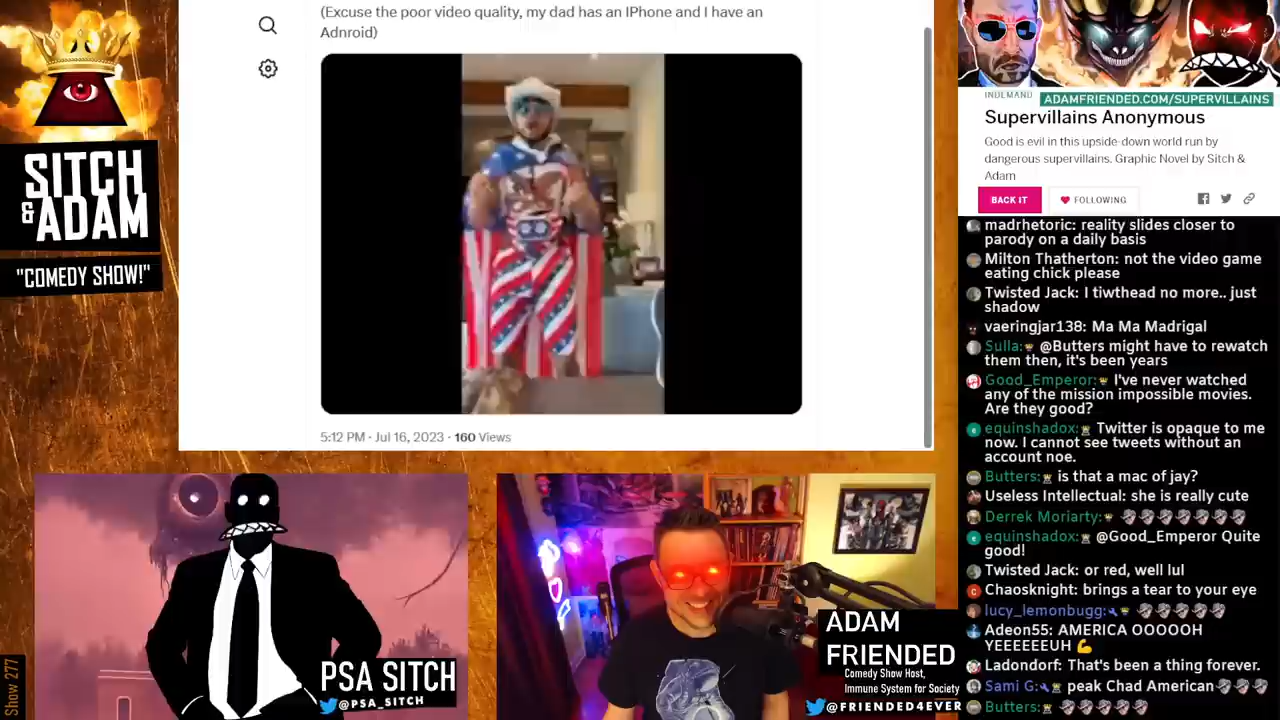 (Excuse the poor video quality, my dad has an IPhone and I have an
Adnroid)
5:12 PM · Jul 16, 2023 · 160 Views
SITCH
& ADAM
"COMEDY SHOW!"
Show 277
PSA SITCH
@PSA_SITCH
ADAM
FRIENDED
Comedy Show Host,
Immune System for Society
@FRIENDED4EVER
INDEMAND
ADAMFRIENDED.COM/SUPERVILLAINS
Supervillains Anonymous
Good is evil in this upside-down world run by
dangerous supervillains. Graphic Novel by Sitch &
Adam
BACK IT
FOLLOWING
madrhetoric: reality slides closer to
parody on a daily basis
Milton Thatherton: not the video game
eating chick please
Twisted Jack: I tiwthead no more.. just
shadow
vaeringjar138: Ma Ma Madrigal
Sulla: @Butters might have to rewatch
them then, it's been years
Good_Emperor: I've never watched
any of the mission impossible movies.
Are they good?
equinshadox: Twitter is opaque to me
now. I cannot see tweets without an
account noe.
Butters: is that a mac of jay?
Useless Intellectual: she is really cute
Derrek Moriarty:
equinshadox: @Good_Emperor Quite
good!
Twisted Jack: or red, well lul
Chaosknight: brings a tear to your eye
lucy_lemonbugg:
Adeon55: AMERICA OOOOOH
YEEEEEEUH 💪
Ladondorf: That's been a thing forever.
Sami G: peak Chad American
Butters: